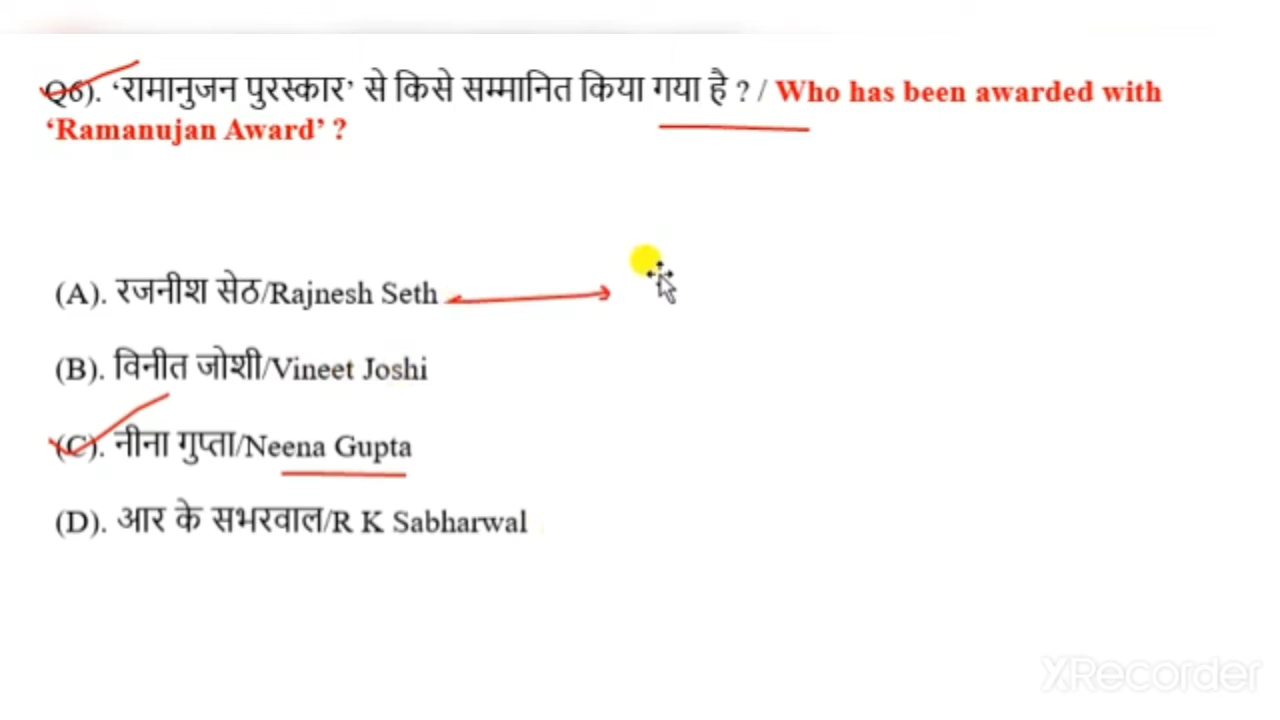 Q6). ‘रामानुजन पुरस्कार’ से किसे सम्मानित किया गया है ? / Who has been awarded with
‘Ramanujan Award’ ?
(A). रजनीश सेठ/Rajnesh Seth
(B). विनीत जोशी/Vineet Joshi
(C). नीना गुप्ता/Neena Gupta
(D). आर के सभरवाल/R K Sabharwal
XRecorder